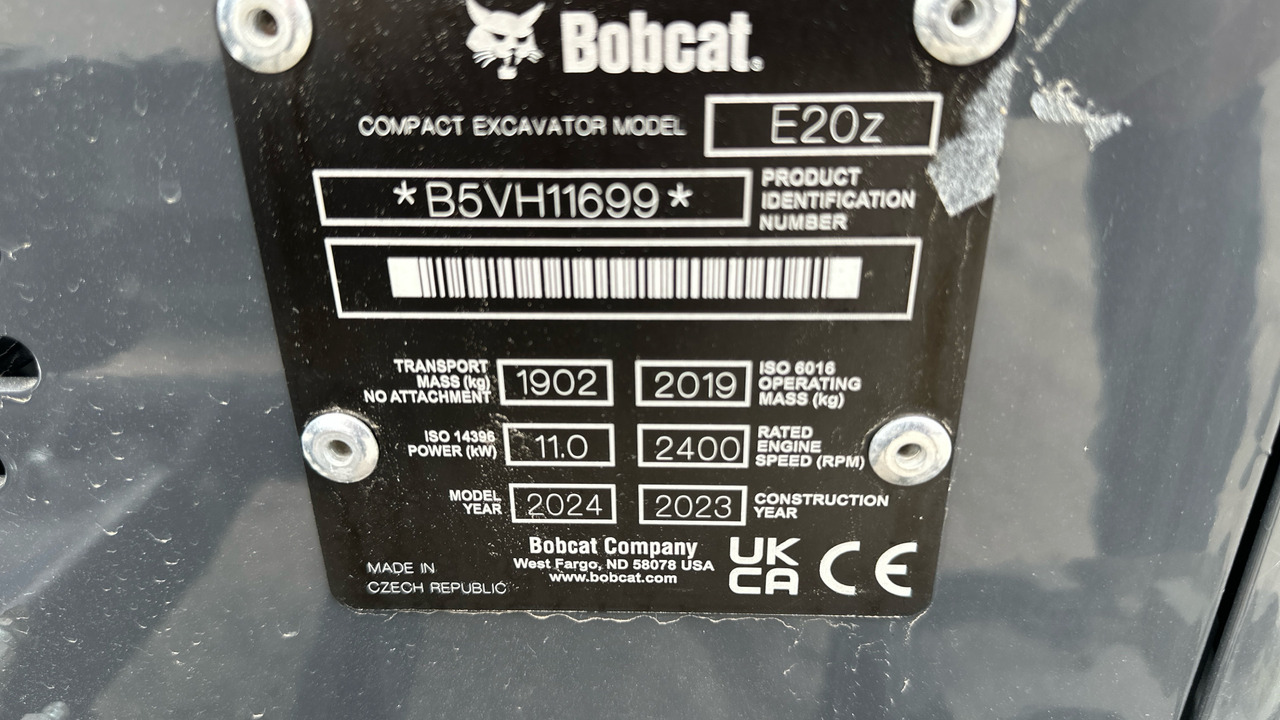 Bobcat.
COMPACT EXCAVATOR MODEL E20z
*B5VH11699* PRODUCT
IDENTIFICATION
NUMBER
TRANSPORT
MASS (kg)
NO ATTACHMENT 1902
2019 ISO 6016
OPERATING
MASS (kg)
ISO 14396
POWER (kW) 11.0
2400 RATED
ENGINE
SPEED (RPM)
MODEL
YEAR 2024
2023 CONSTRUCTION
YEAR
MADE IN
CZECH REPUBLIC
Bobcat Company
West Fargo, ND 58078 USA
www.bobcat.com
UK
CA
CE